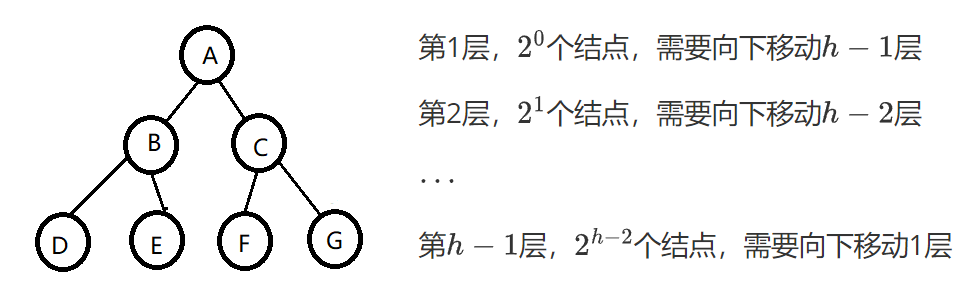 A
B C
D E F G
第1层，2^0个结点，需要向下移动h − 1层
第2层，2^1个结点，需要向下移动h − 2层
...
第h − 1层，2^{h−2}个结点，需要向下移动1层